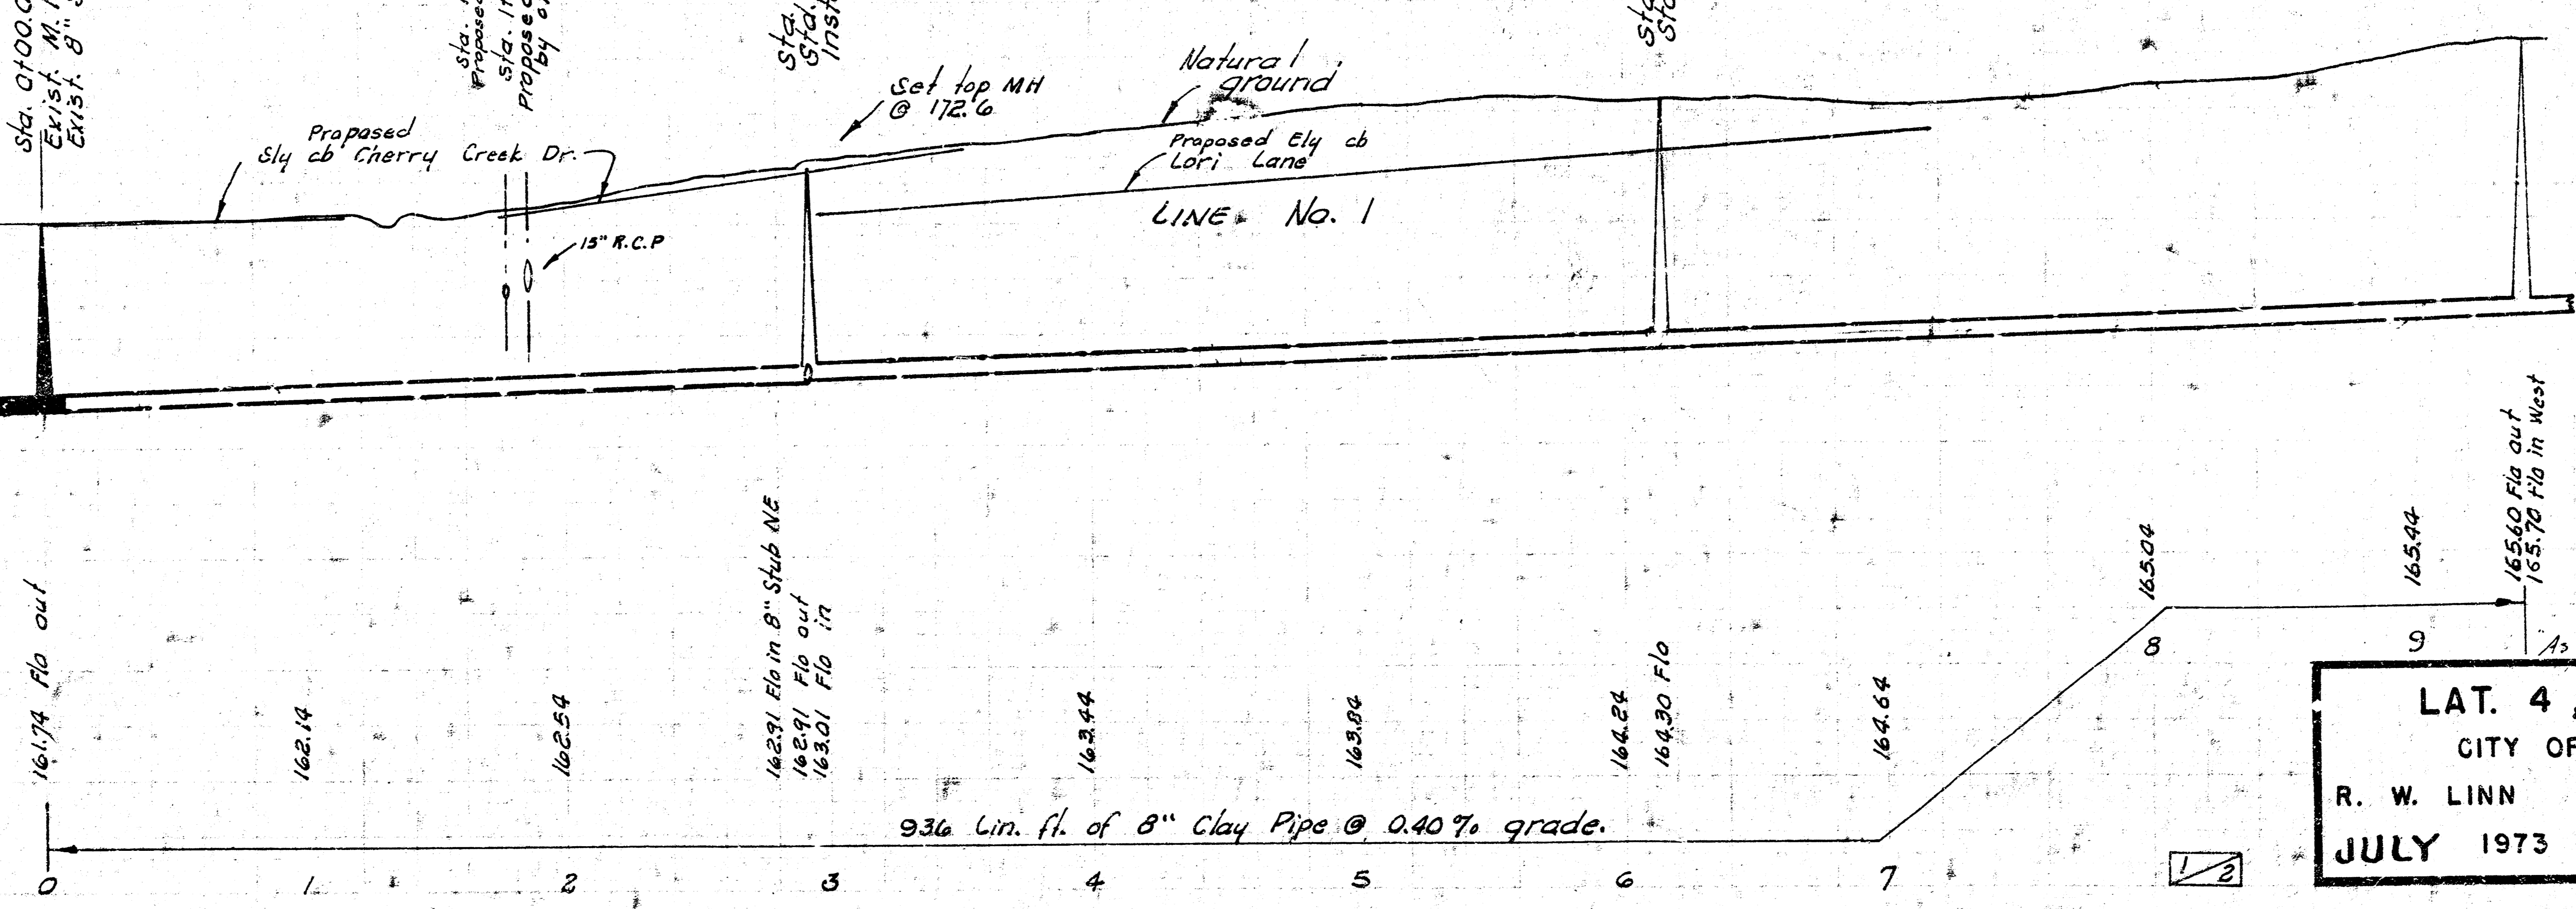 Sta. 0+00.0
Exist. M.
Exist. 8"
Sta.
Proposed
Sta. 1+
Proposed
by
Sta.
Sta.
Inst
Sta
Sta
Proposed
Sly cb Cherry Creek Dr.
15" R.C.P
Set top MH
@ 172.6
Natural
ground
Proposed Ely cb
Lori Lane
LINE No. 1
161.74 Flo out
162.14
162.54
162.91 Flo in 8" Stub NE
162.91 Flo out
163.01 Flo in
163.44
163.84
164.24
164.30 Flo
164.64
165.04
165.44
165.60 Flo out
165.70 Flo in West
936 Lin. ft. of 8" Clay Pipe @ 0.40% grade.
0 1 2 3 4 5 6 7 8 9
1/2
As
LAT. 4
CITY OF
R. W. LINN
JULY 1973